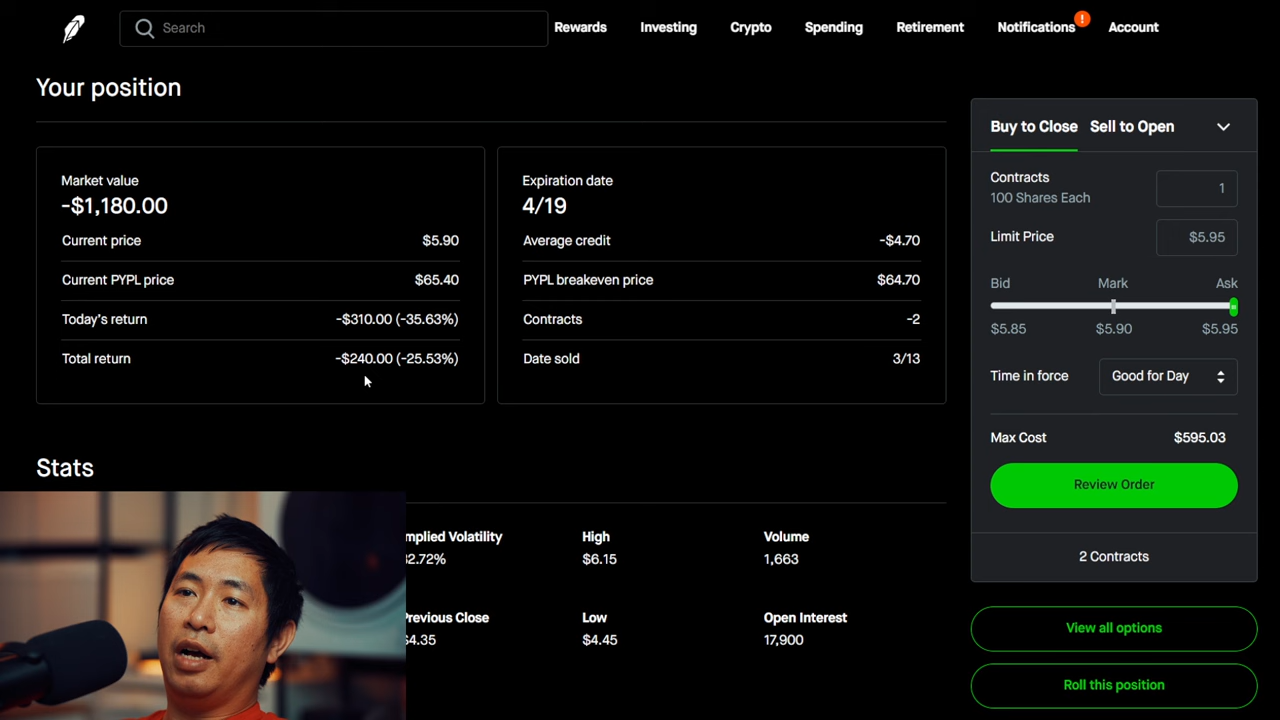 Search
Rewards
Investing
Crypto
Spending
Retirement
Notifications
!
Account
Your position
Market value
-$1,180.00
Current price $5.90
Current PYPL price $65.40
Today's return -$310.00 (-35.63%)
Total return -$240.00 (-25.53%)
Expiration date
4/19
Average credit -$4.70
PYPL breakeven price $64.70
Contracts -2
Date sold 3/13
Buy to Close Sell to Open
Contracts 1
100 Shares Each
Limit Price $5.95
Bid Mark Ask
$5.85 $5.90 $5.95
Time in force Good for Day
Max Cost $595.03
Review Order
2 Contracts
View all options
Roll this position
Stats
mplied Volatility High Volume
2.72% $6.15 1,663
Previous Close Low Open Interest
4.35 $4.45 17,900